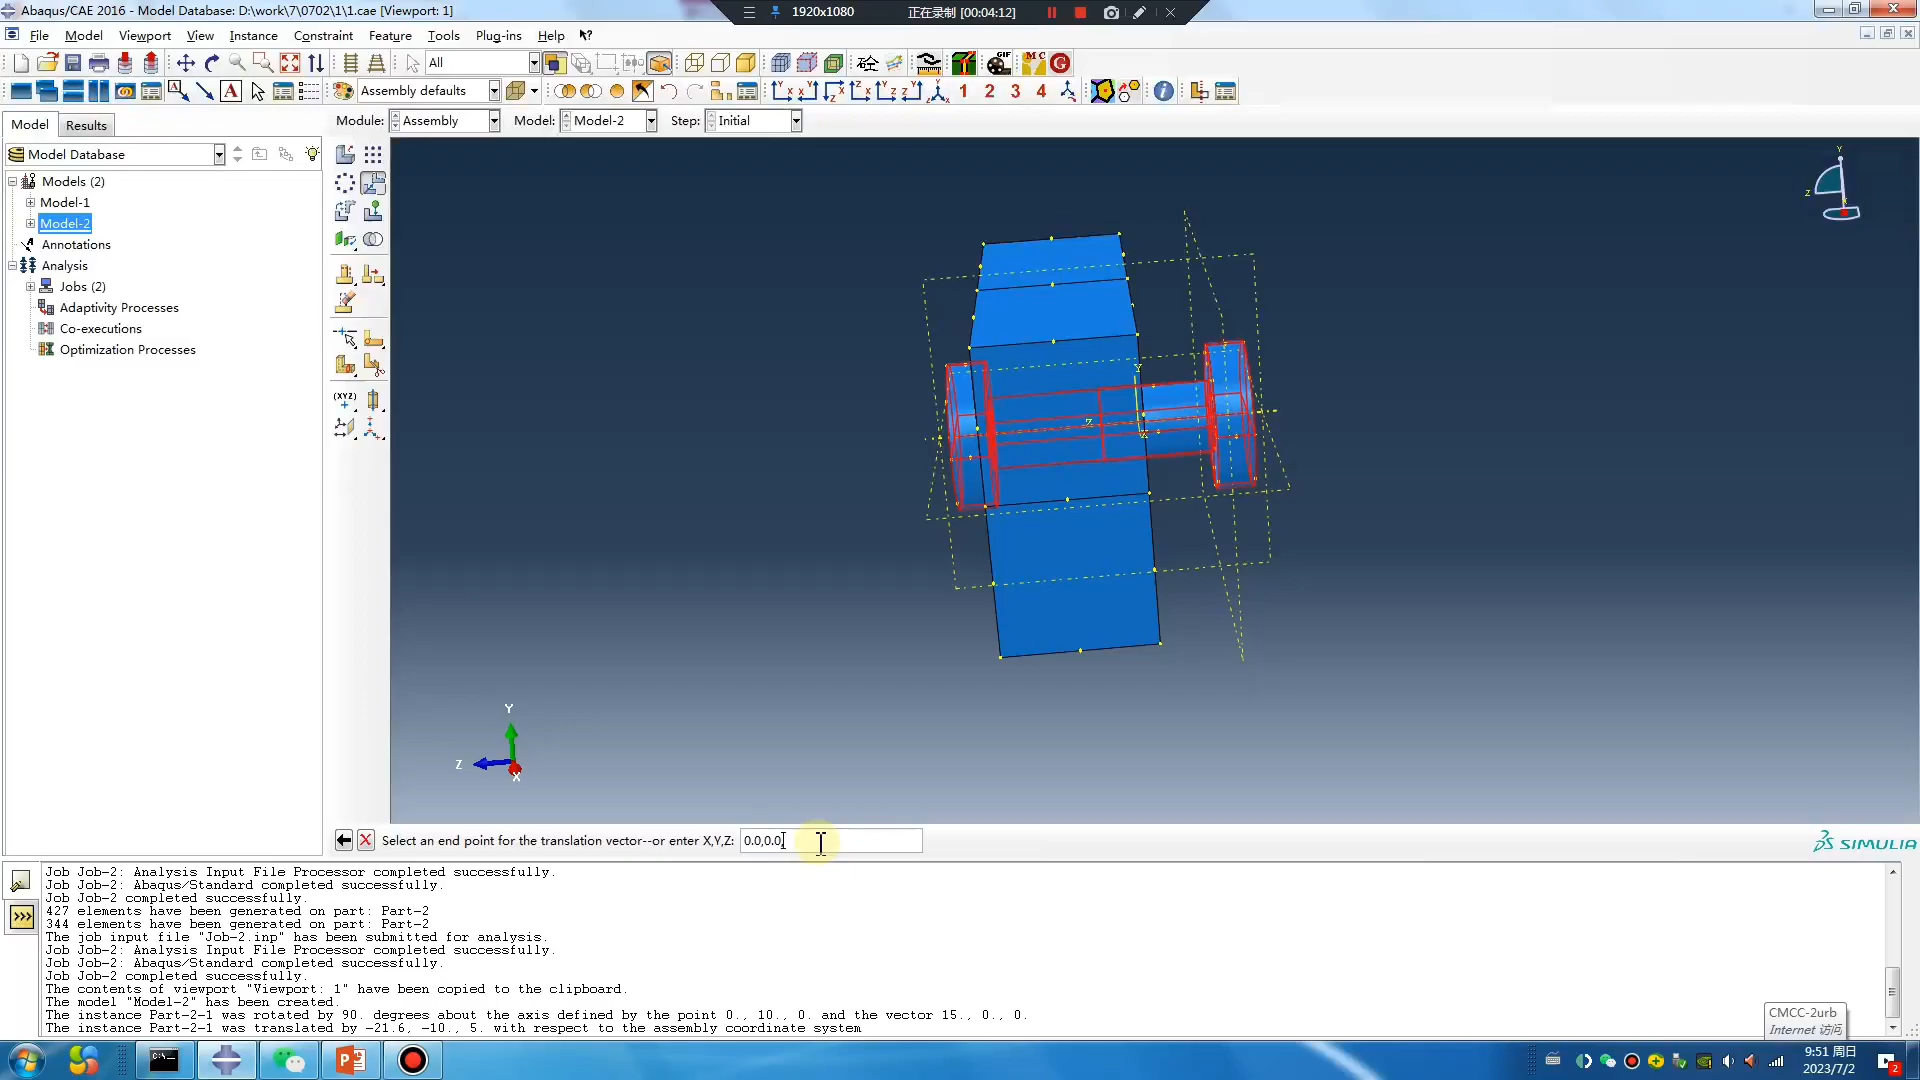 Abaqus/CAE 2016 - Model Database: D:\work\7\0702\1\1.cae [Viewport: 1]
1920x1080
正在录制 [00:04:12]
File Model Viewport View Instance Constraint Feature Tools Plug-ins Help
All
GIF
M C
G
Assembly defaults
1 2 3 4
Model Results
Module: Assembly Model: Model-2 Step: Initial
Model Database
Models (2)
Model-1
Model-2
Annotations
Analysis
Jobs (2)
Adaptivity Processes
Co-executions
Optimization Processes
(XYZ)
Y
Z
Y
Z
Y
Z
X
Select an end point for the translation vector--or enter X,Y,Z: 0.0,0.0
SIMULIA
Job Job-2: Analysis Input File Processor completed successfully.
Job Job-2: Abaqus/Standard completed successfully.
Job Job-2 completed successfully.
427 elements have been generated on part: Part-2
344 elements have been generated on part: Part-2
The job input file "Job-2.inp" has been submitted for analysis.
Job Job-2: Analysis Input File Processor completed successfully.
Job Job-2: Abaqus/Standard completed successfully.
Job Job-2 completed successfully.
The contents of viewport "Viewport: 1" have been copied to the clipboard.
The model "Model-2" has been created.
The instance Part-2-1 was rotated by 90. degrees about the axis defined by the point 0., 10., 0. and the vector 15., 0., 0.
The instance Part-2-1 was translated by -21.6, -10., 5. with respect to the assembly coordinate system
CMCC-2urb
Internet 访问
9:51 周日
2023/7/2
2